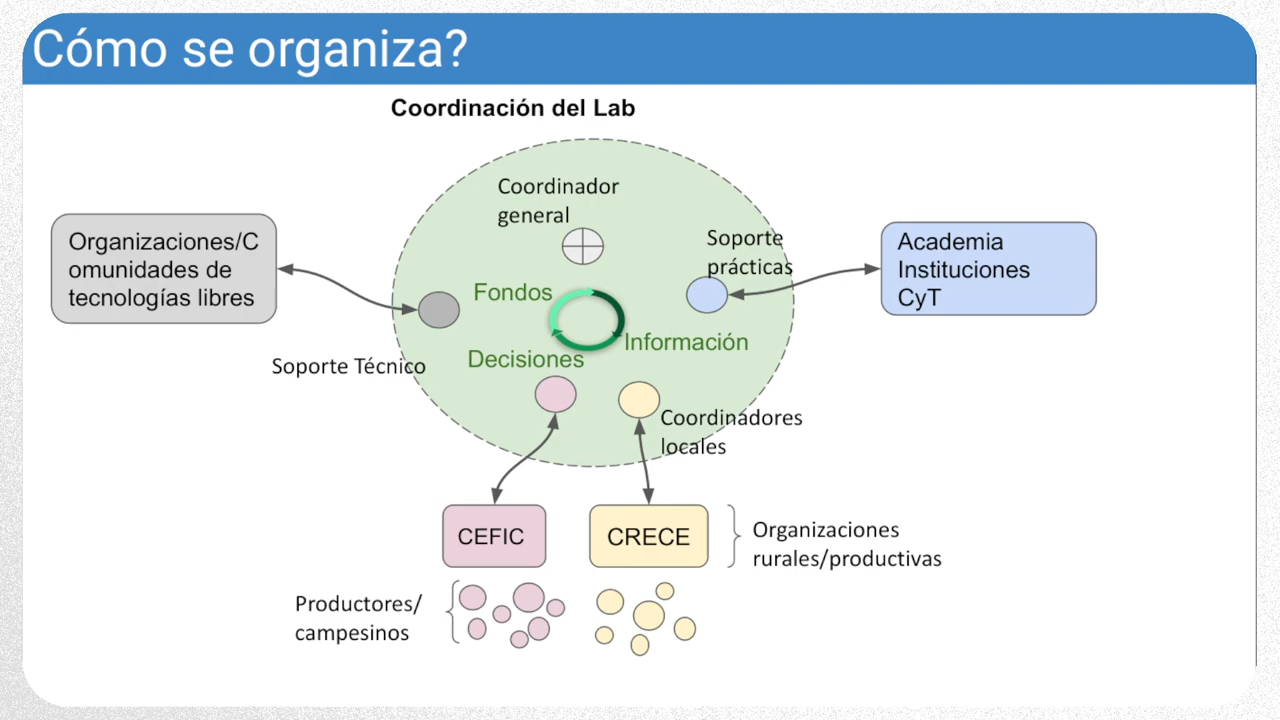 Cómo se organiza?
Coordinación del Lab
Coordinador
general
Soporte
prácticas
Organizaciones/C
omunidades de
tecnologías libres
Academia
Instituciones
CyT
Fondos
Información
Decisiones
Soporte Técnico
Coordinadores
locales
CEFIC
CRECE
Organizaciones
rurales/productivas
Productores/
campesinos